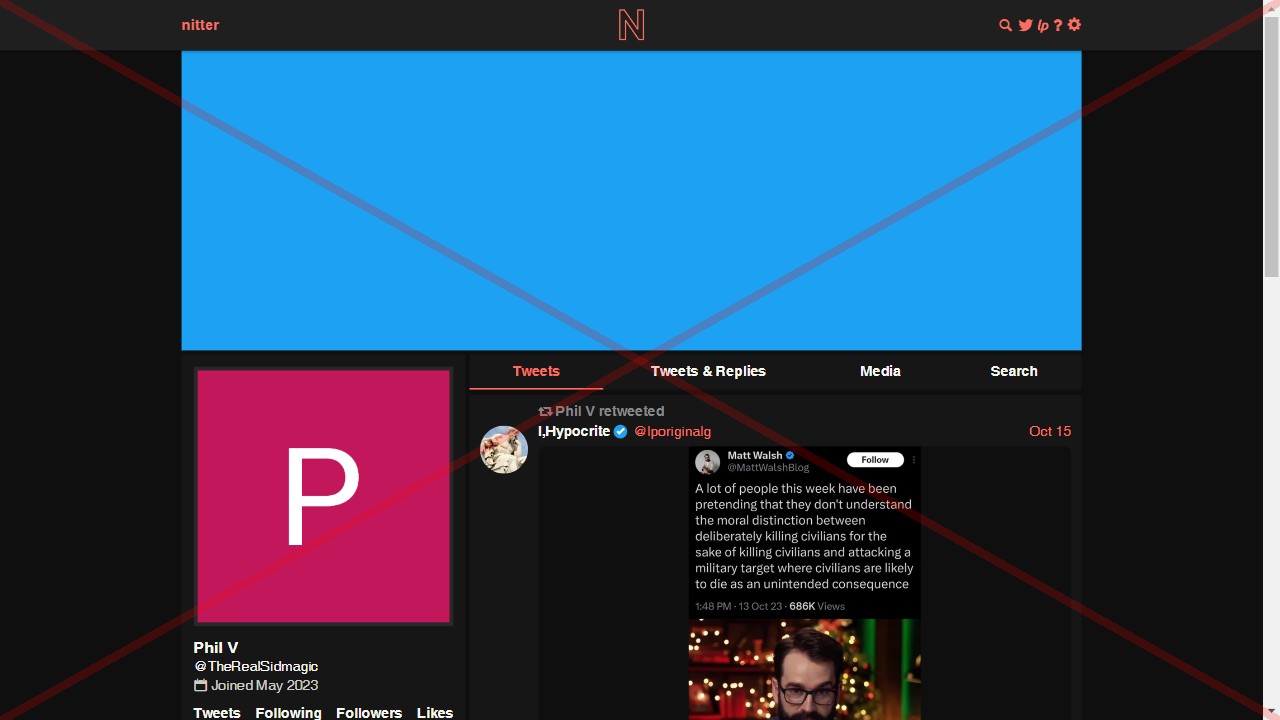 nitter
N
lp ?
Tweets
Tweets & Replies
Media
Search
P
Phil V
@TheRealSidmagic
Joined May 2023
Tweets Following Followers Likes
Phil V retweeted
I,Hypocrite @lporiginalg Oct 15
Matt Walsh
@MattWalshBlog
Follow
A lot of people this week have been
pretending that they don't understand
the moral distinction between
deliberately killing civilians for the
sake of killing civilians and attacking a
military target where civilians are likely
to die as an unintended consequence
1:48 PM · 13 Oct 23 · 686K Views